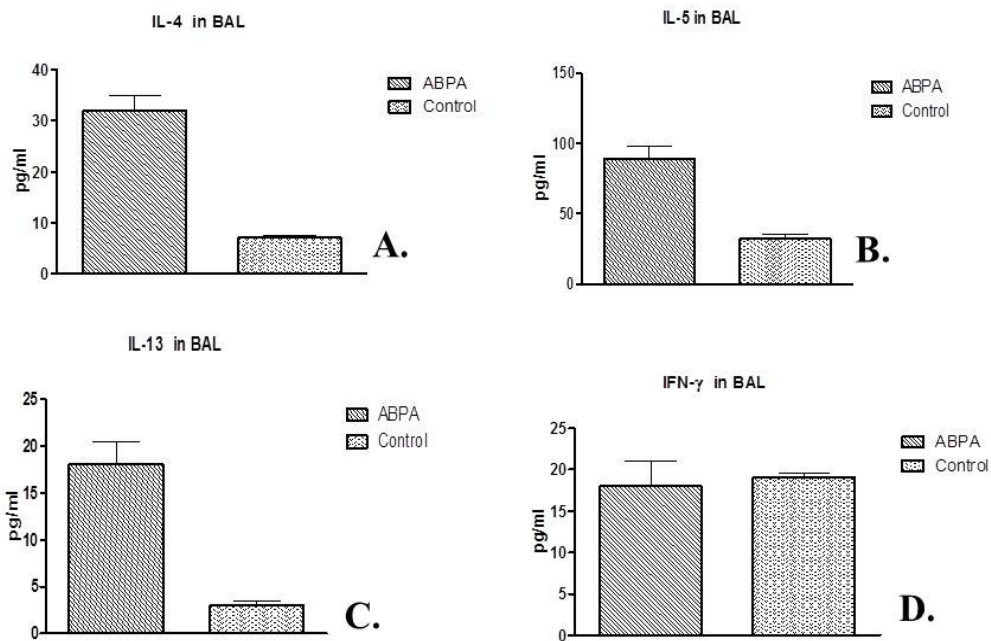 IL-4 in BAL
40
30
20
10
0
pg/ml
ABPA
Control
A.
IL-5 in BAL
150
100
50
0
pg/ml
ABPA
Control
B.
IL-13 in BAL
25
20
15
10
5
0
pg/ml
ABPA
Control
C.
IFN-γ in BAL
25
20
15
10
5
0
pg/ml
ABPA
Control
D.